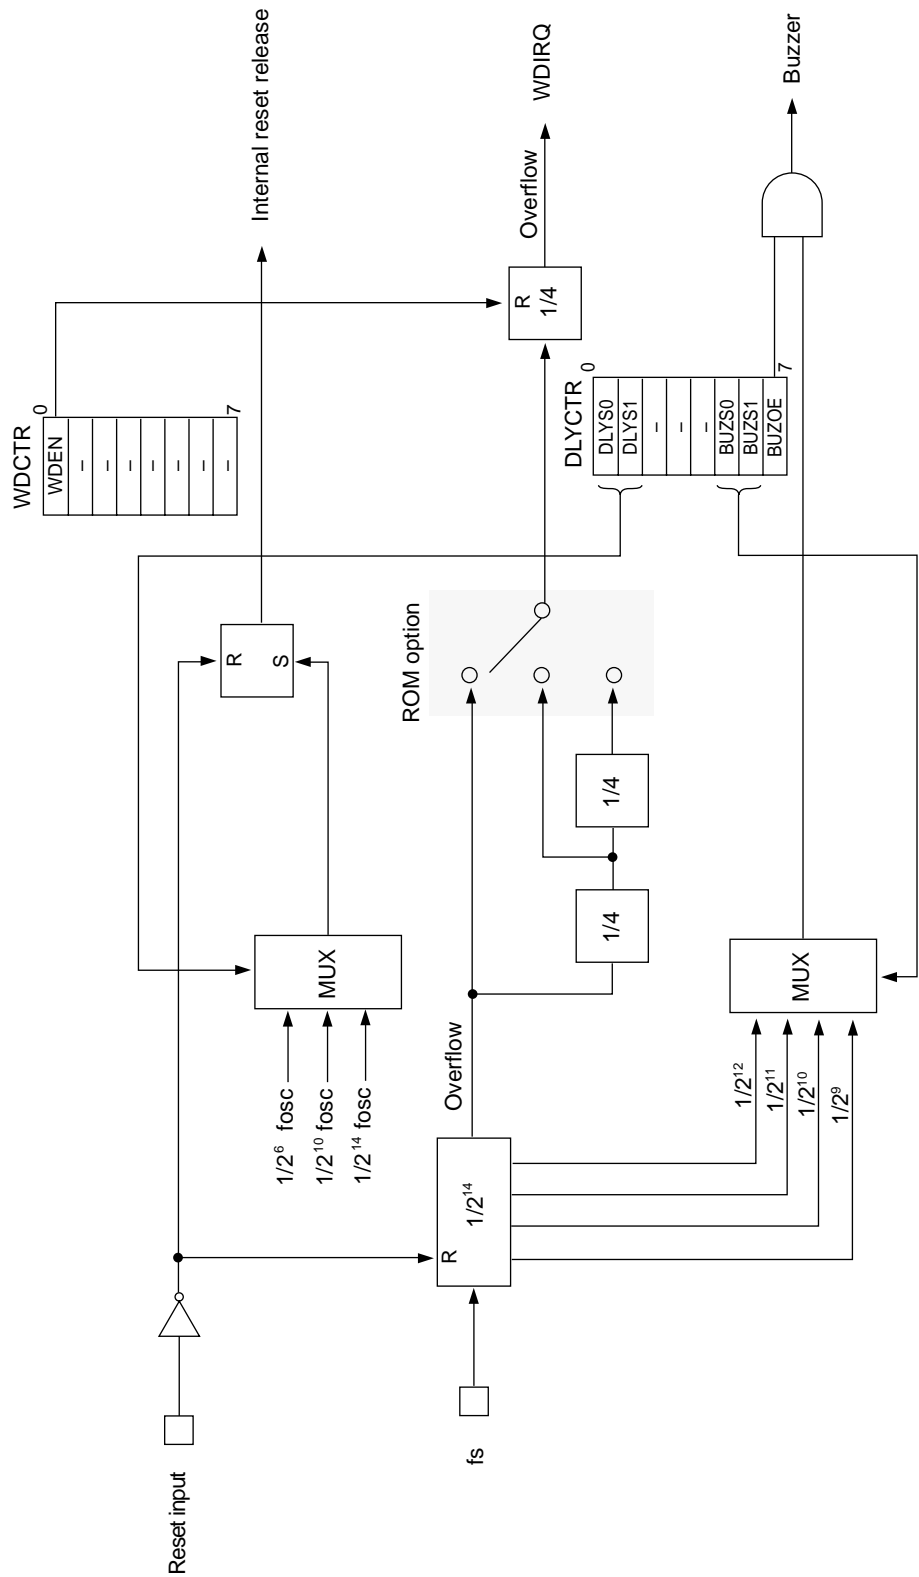 Reset input
fs
R
1/2¹⁴
Overflow
1/2⁶ fosc
1/2¹⁰ fosc
1/2¹⁴ fosc
MUX
R
S
Internal reset release
WDCTR
0
WDEN
–
–
–
–
–
–
–
7
1/4
1/4
ROM option
R
1/4
Overflow
WDIRQ
1/2¹²
1/2¹¹
1/2¹⁰
1/2⁹
MUX
DLYCTR
0
DLYS0
DLYS1
–
–
–
BUZS0
BUZS1
BUZOE
7
Buzzer